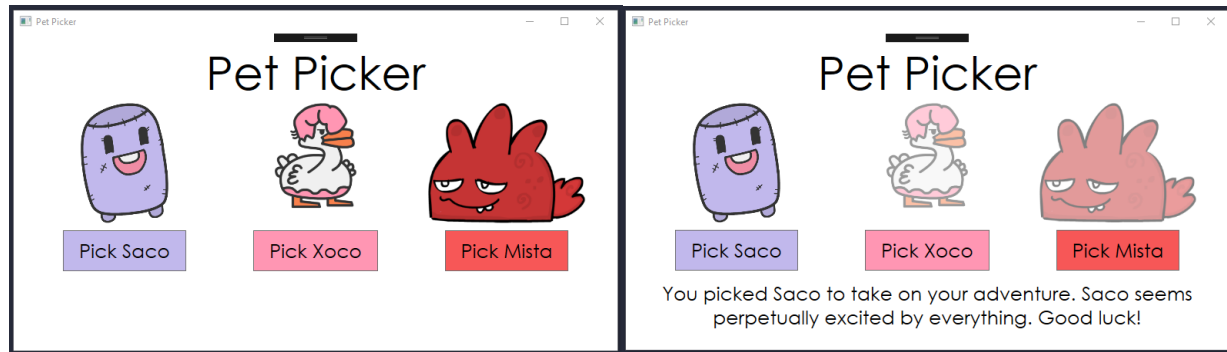 Pet Picker
Pet Picker
Pick Saco
Pick Xoco
Pick Mista
Pet Picker
Pet Picker
Pick Saco
Pick Xoco
Pick Mista
You picked Saco to take on your adventure. Saco seems
perpetually excited by everything. Good luck!